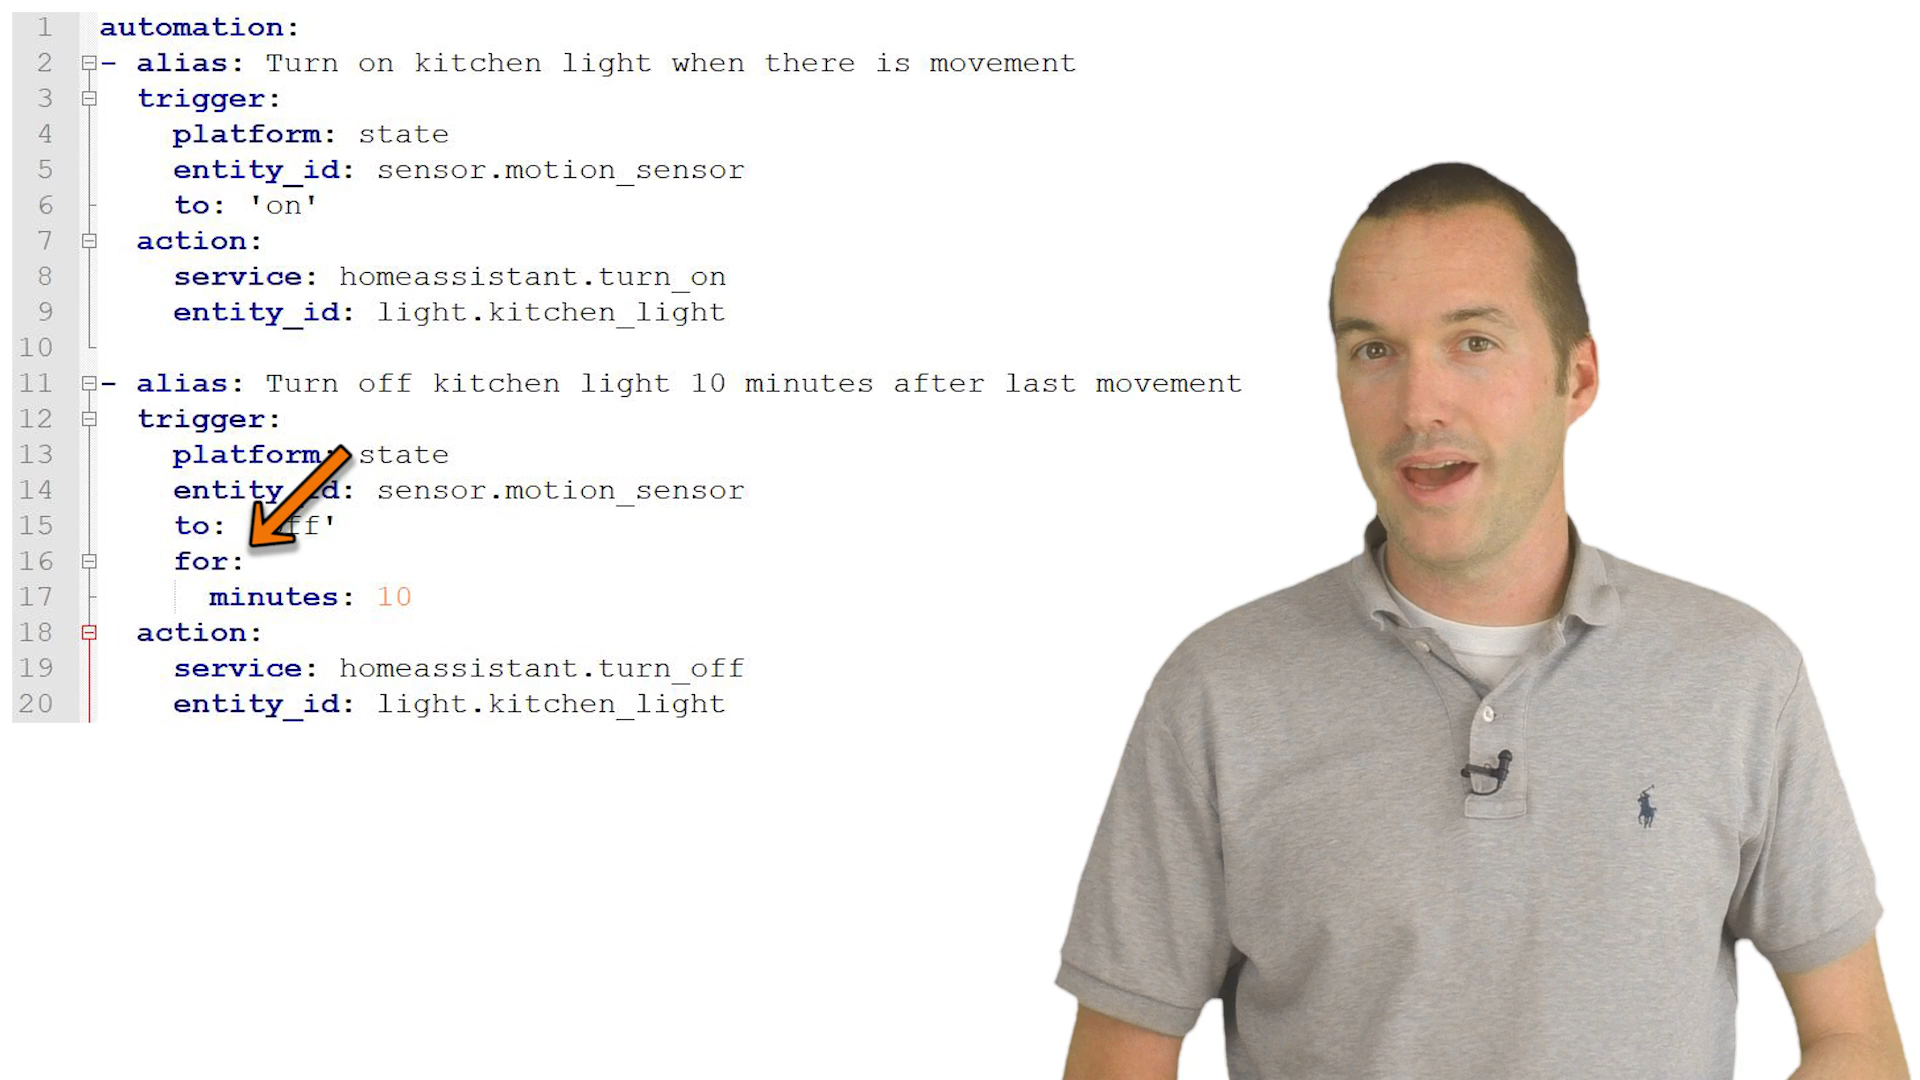 1 automation:
2 - alias: Turn on kitchen light when there is movement
3 trigger:
4 platform: state
5 entity_id: sensor.motion_sensor
6 to: 'on'
7 action:
8 service: homeassistant.turn_on
9 entity_id: light.kitchen_light
10
11 - alias: Turn off kitchen light 10 minutes after last movement
12 trigger:
13 platform: state
14 entity_id: sensor.motion_sensor
15 to: 'off'
16 for:
17 minutes: 10
18 action:
19 service: homeassistant.turn_off
20 entity_id: light.kitchen_light